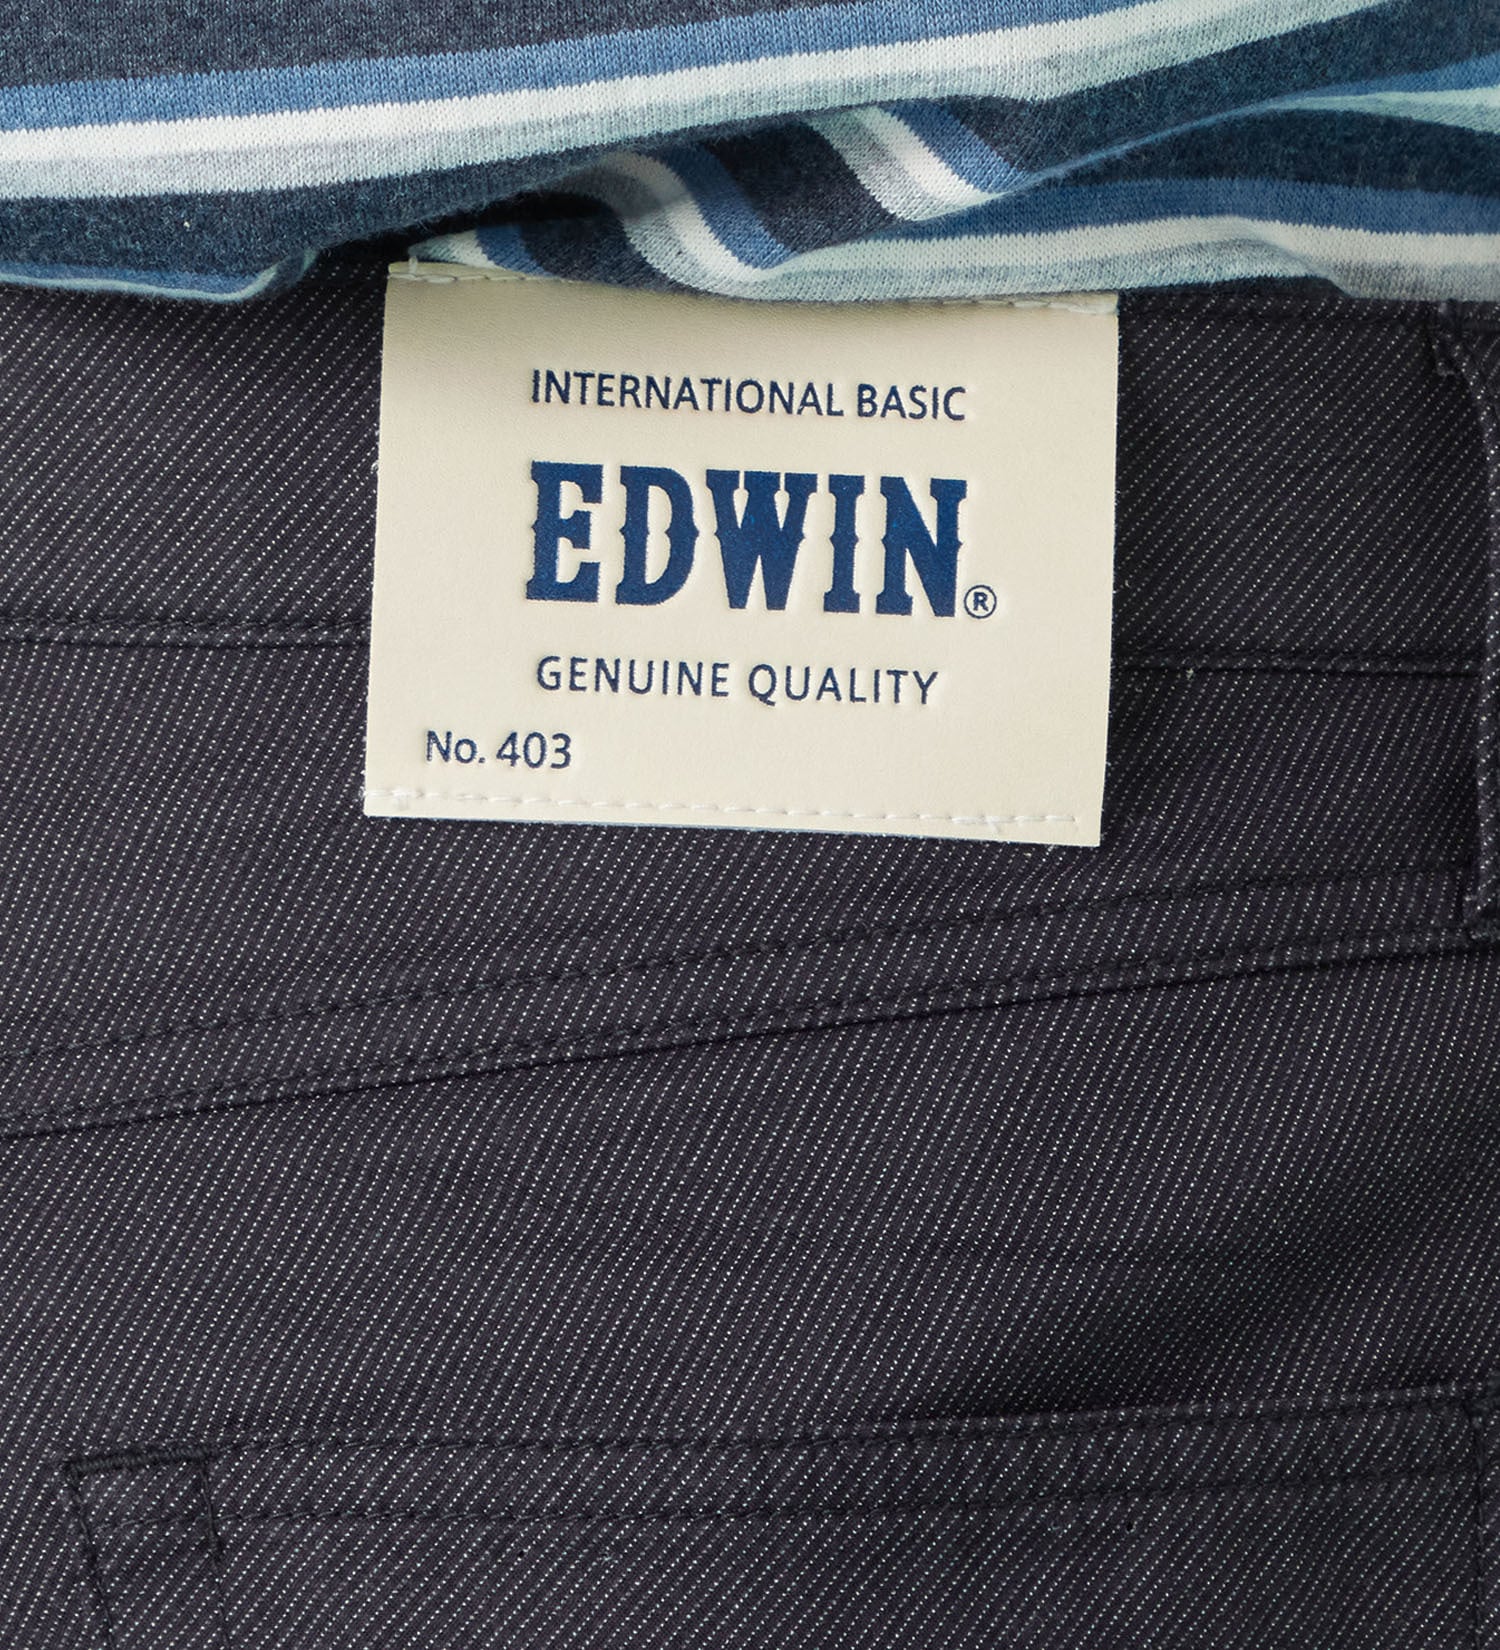 INTERNATIONAL BASIC
EDWIN®
GENUINE QUALITY
No. 403